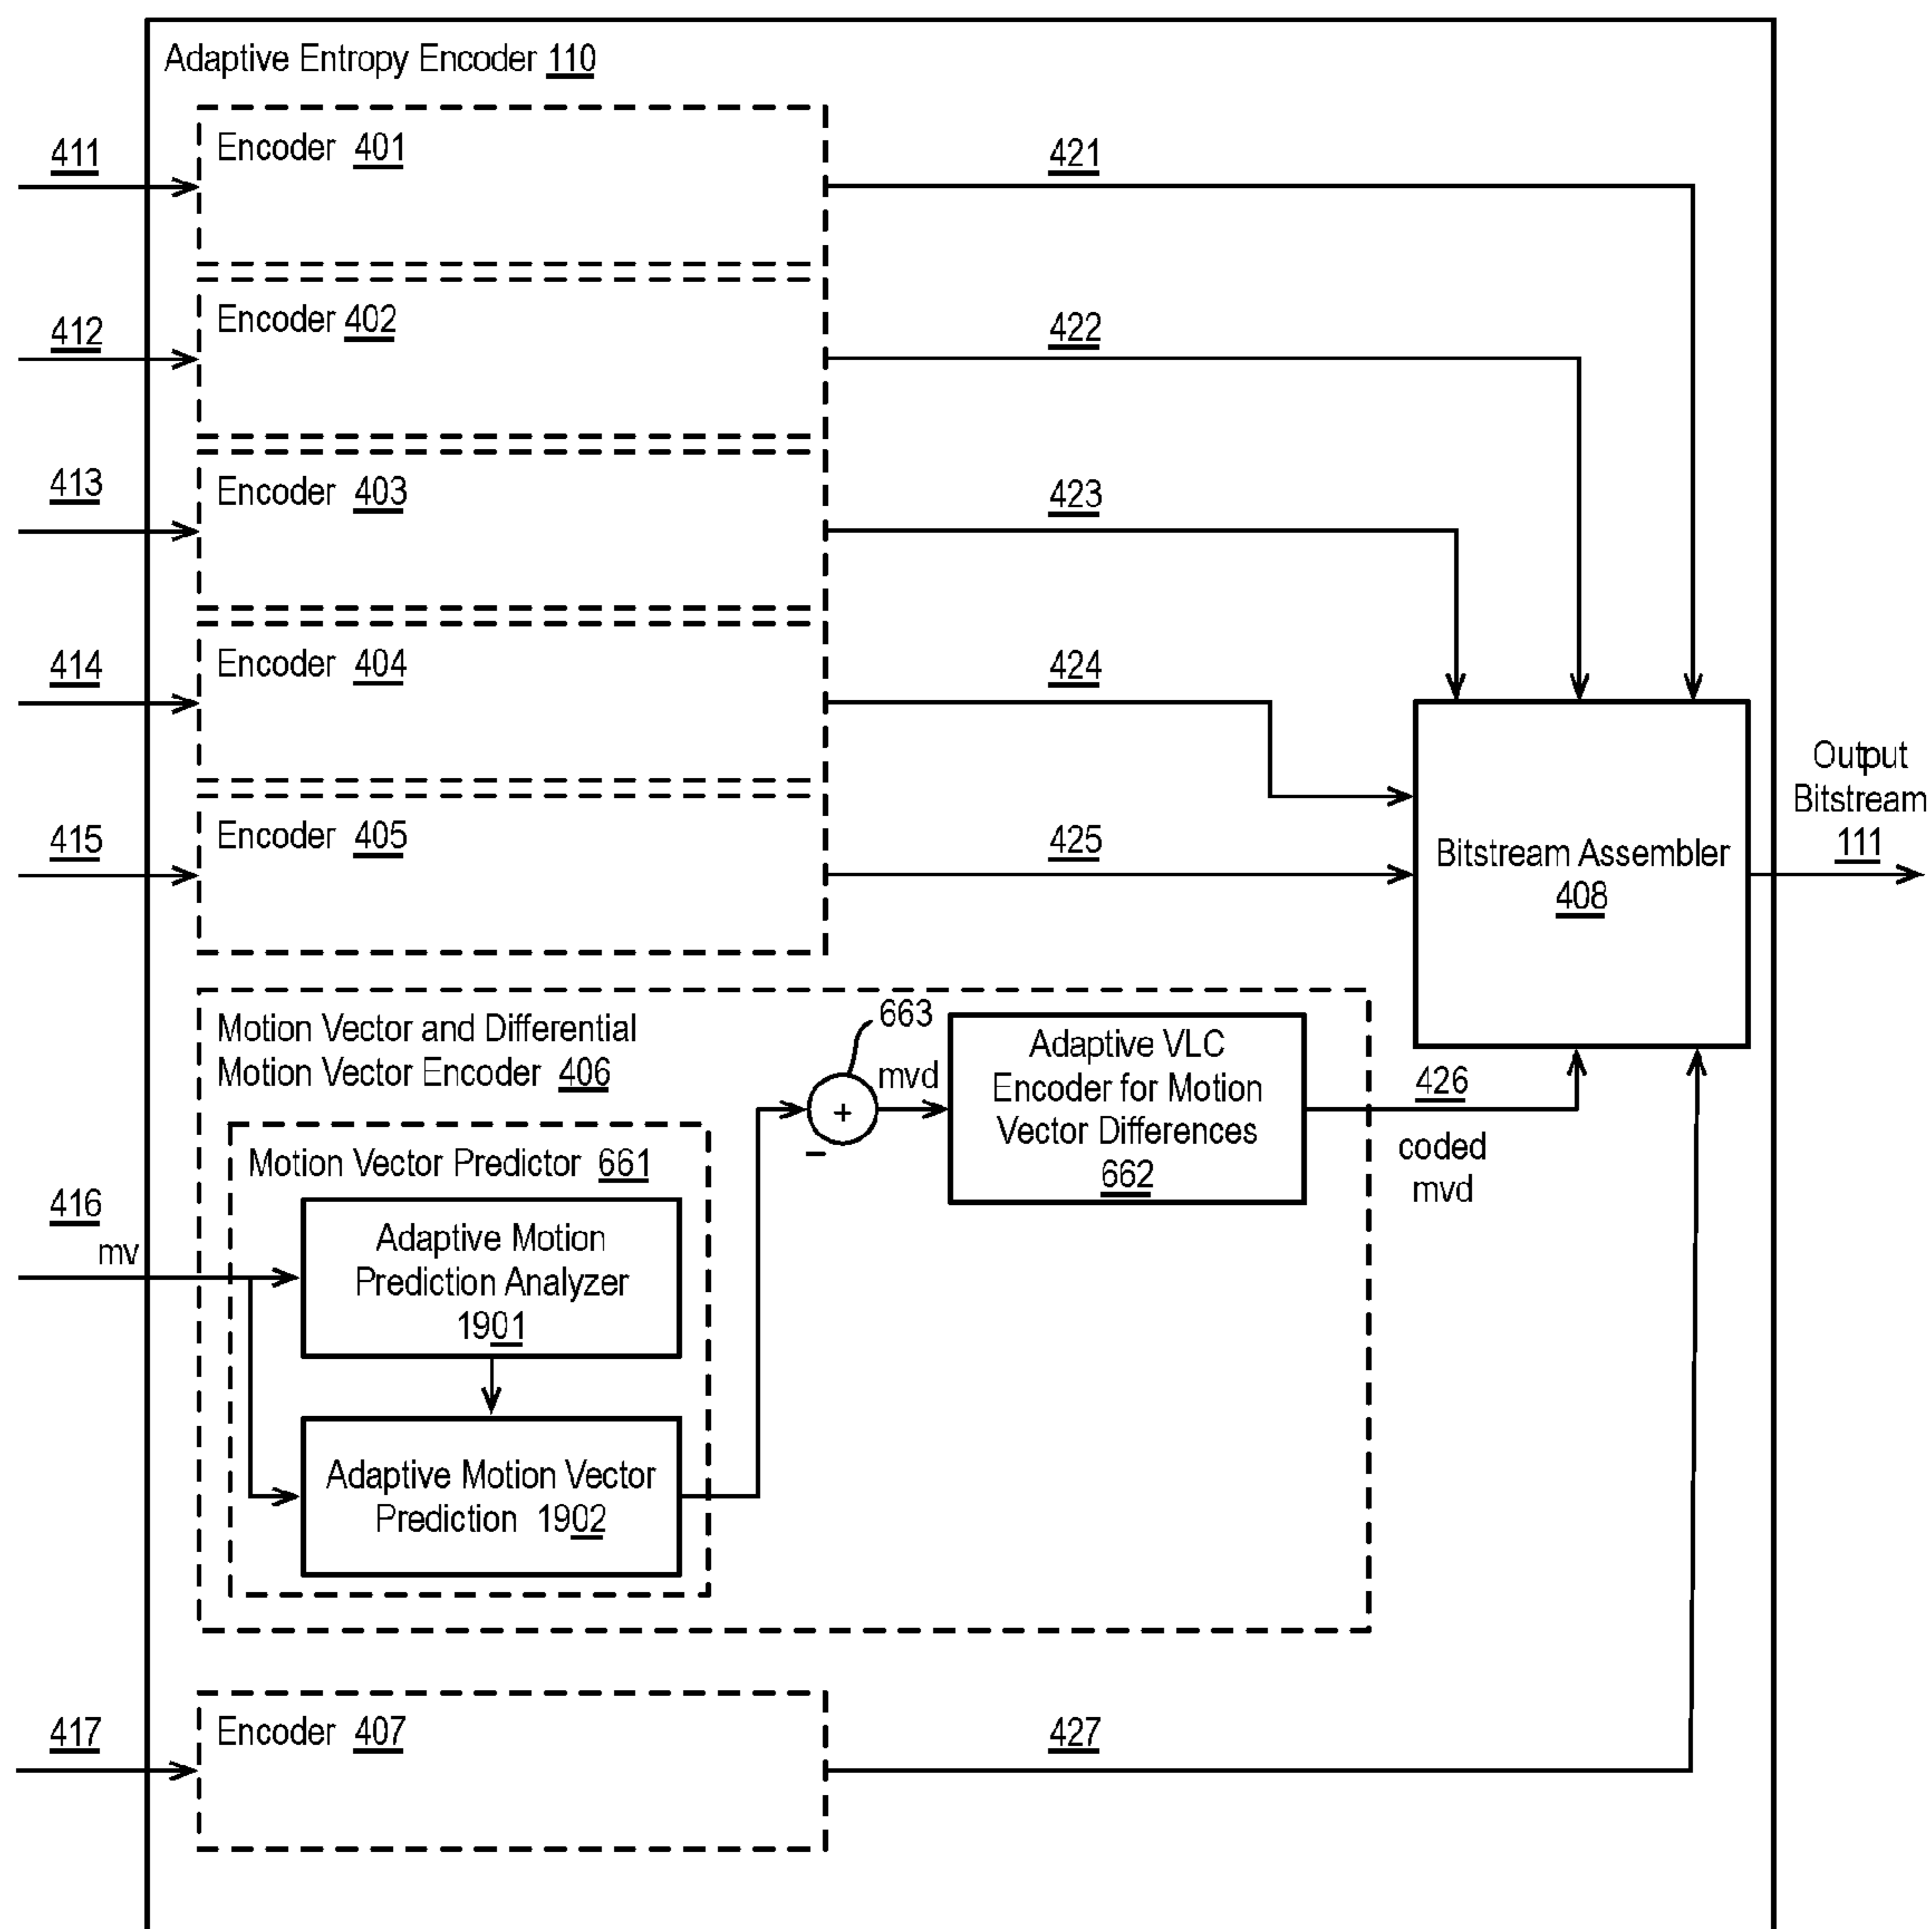 Adaptive Entropy Encoder 110
411
Encoder 401
421
412
Encoder 402
422
413
Encoder 403
423
414
Encoder 404
424
415
Encoder 405
425
Bitstream Assembler
408
Output
Bitstream
111
Motion Vector and Differential
Motion Vector Encoder 406
663
+
−
mvd
Adaptive VLC
Encoder for Motion
Vector Differences
662
426
coded
mvd
Motion Vector Predictor 661
416
mv
Adaptive Motion
Prediction Analyzer
1901
Adaptive Motion Vector
Prediction 1902
417
Encoder 407
427